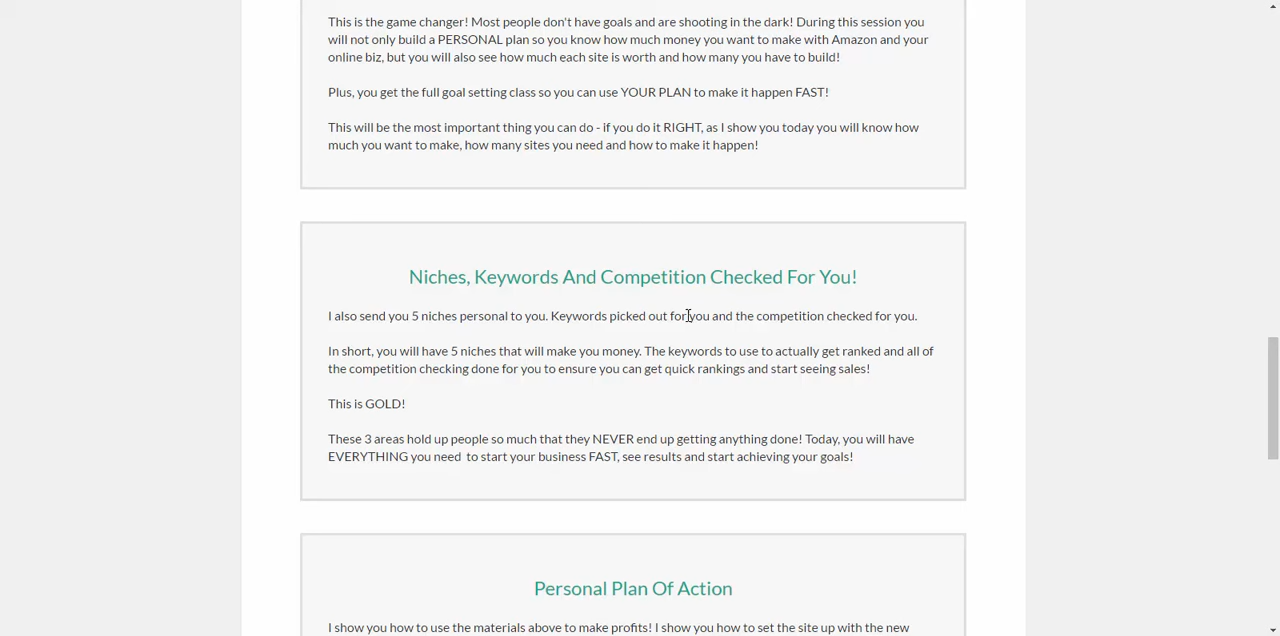 This is the game changer! Most people don't have goals and are shooting in the dark! During this session you
will not only build a PERSONAL plan so you know how much money you want to make with Amazon and your
online biz, but you will also see how much each site is worth and how many you have to build!
Plus, you get the full goal setting class so you can use YOUR PLAN to make it happen FAST!
This will be the most important thing you can do - if you do it RIGHT, as I show you today you will know how
much you want to make, how many sites you need and how to make it happen!
Niches, Keywords And Competition Checked For You!
I also send you 5 niches personal to you. Keywords picked out for you and the competition checked for you.
In short, you will have 5 niches that will make you money. The keywords to use to actually get ranked and all of
the competition checking done for you to ensure you can get quick rankings and start seeing sales!
This is GOLD!
These 3 areas hold up people so much that they NEVER end up getting anything done! Today, you will have
EVERYTHING you need  to start your business FAST, see results and start achieving your goals!
Personal Plan Of Action
I show you how to use the materials above to make profits! I show you how to set the site up with the new